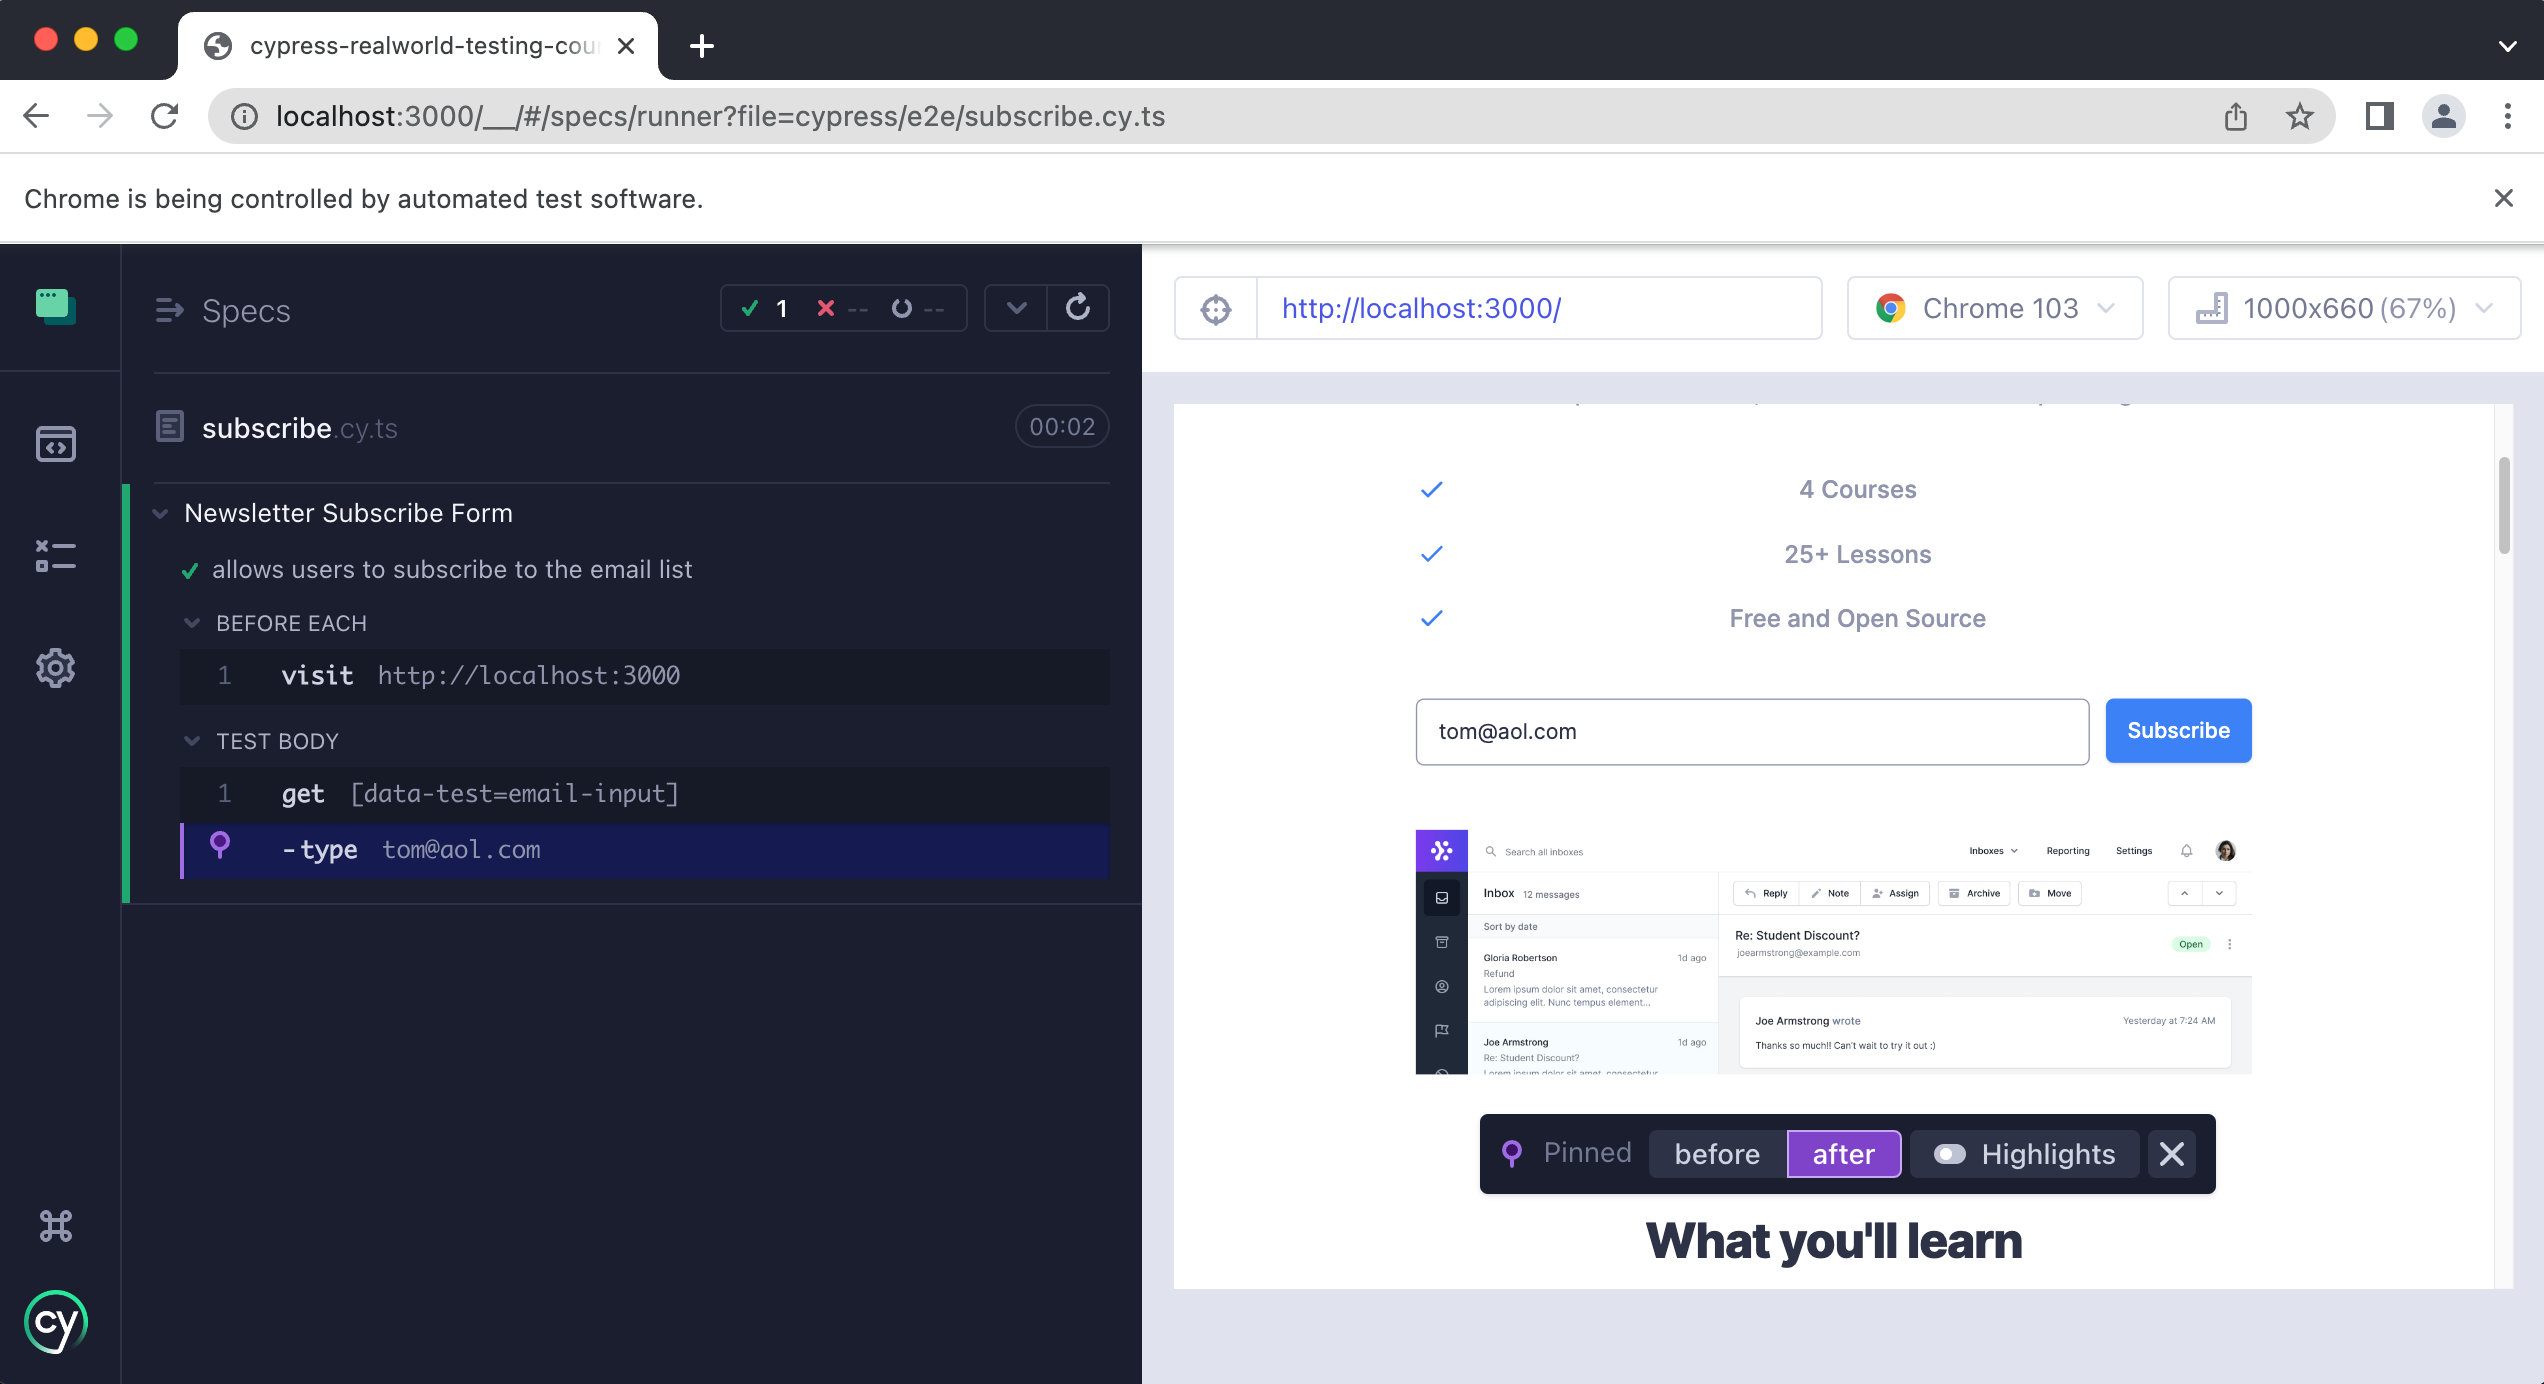 cypress-realworld-testing-cou
localhost:3000/__/#/specs/runner?file=cypress/e2e/subscribe.cy.ts
Chrome is being controlled by automated test software.
Specs
1 -- --
subscribe.cy.ts
00:02
Newsletter Subscribe Form
allows users to subscribe to the email list
BEFORE EACH
1 visit http://localhost:3000
TEST BODY
1 get [data-test=email-input]
-type tom@aol.com
cy
http://localhost:3000/
Chrome 103
1000x660 (67%)
4 Courses
25+ Lessons
Free and Open Source
tom@aol.com
Subscribe
Search all inboxes
Inboxes Reporting Settings
Inbox 12 messages
Reply Note Assign Archive Move
Sort by date
Re: Student Discount?
joearmstrong@example.com
Open
Gloria Robertson 1d ago
Refund
Lorem ipsum dolor sit amet, consectetur
adipiscing elit. Nunc tempus element...
Joe Armstrong wrote Yesterday at 7:24 AM
Thanks so much!! Can't wait to try it out :)
Joe Armstrong 1d ago
Re: Student Discount?
Lorem ipsum dolor sit amet, consectetur
Pinned before after Highlights
What you'll learn